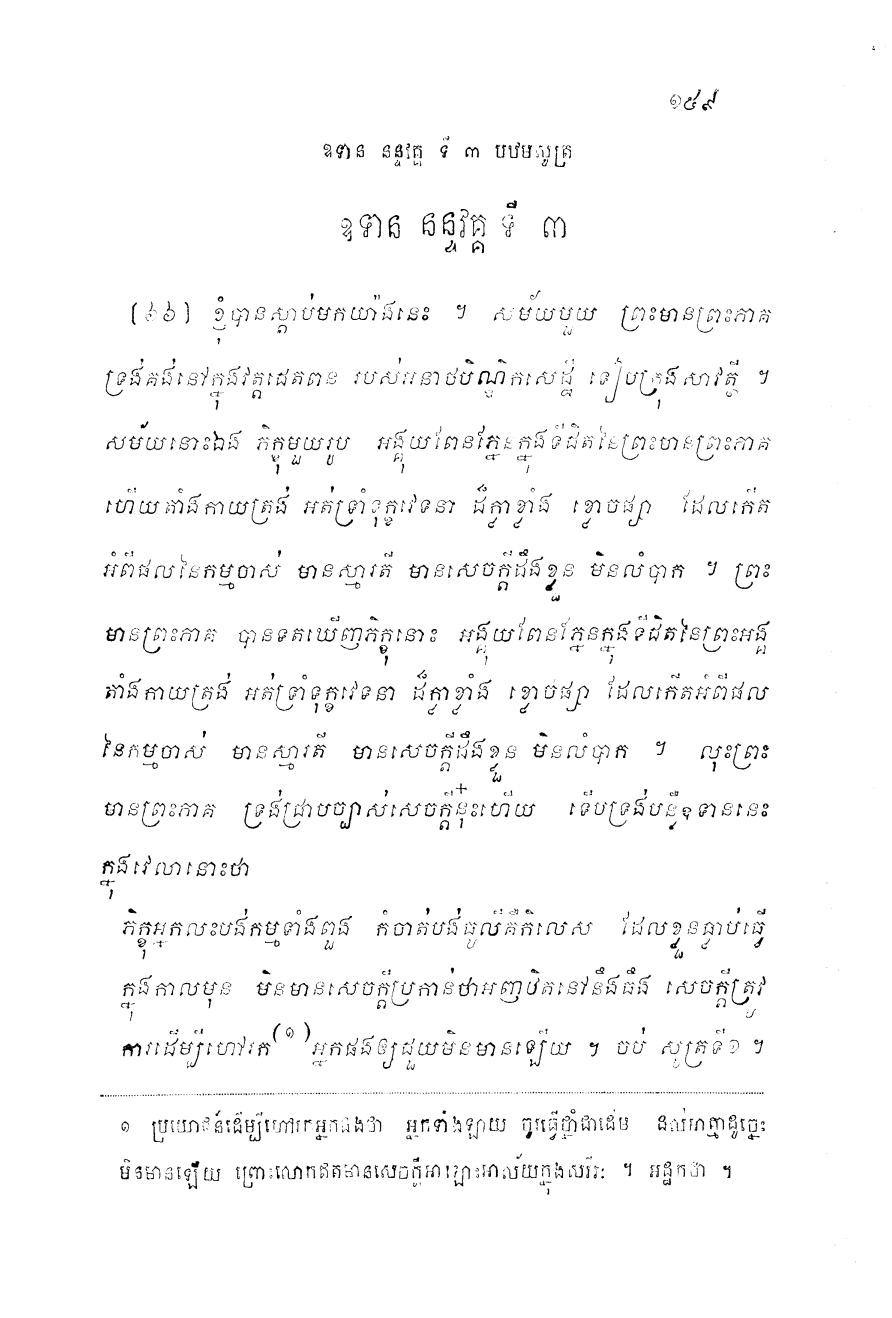 ១៥៩
ឧទាន នន្ទវគ្គ ទី ៣ បឋមសូត្រ
ឧទាន នន្ទវគ្គ ទី ៣
[៦៦] ខ្ញុំបានស្តាប់មកយ៉ាងនេះ ។ សម័យមួយ ព្រះមានព្រះភាគ
ទ្រង់គង់នៅក្នុងវត្តជេតពន របស់អនាថបិណ្ឌិកសេដ្ឋី ទៀបក្រុងសាវត្ថី ។
សម័យនោះឯង ភិក្ខុមួយរូប អង្គុយពែនភ្នែនក្នុងទីជិតនៃព្រះមានព្រះភាគ
ហើយតាំងកាយត្រង់ អត់ទ្រាំទុក្ខវេទនា ដ៏ក្លាខ្លាំង ខ្លោចផ្សា ដែលកើត
អំពីផលនៃកម្មចាស់ មានស្មារតី មានសេចក្តីដឹងខ្លួន មិនលំបាក ។ ព្រះ
មានព្រះភាគ បានទតឃើញភិក្ខុនោះ អង្គុយពែនភ្នែនក្នុងទីជិតនៃព្រះអង្គ
តាំងកាយត្រង់ អត់ទ្រាំទុក្ខវេទនា ដ៏ក្លាខ្លាំង ខ្លោចផ្សា ដែលកើតអំពីផល
នៃកម្មចាស់ មានស្មារតី មានសេចក្តីដឹងខ្លួន មិនលំបាក ។ លុះព្រះ
មានព្រះភាគ ទ្រង់ជ្រាបច្បាស់សេចក្តីនុ៎ះហើយ ទើបទ្រង់បន្លឺឧទាននេះ
ក្នុងវេលានោះថា
ភិក្ខុអ្នកលះបង់កម្មទាំងពួង កំចាត់បង់ធូលីគឺកិលេស ដែលខ្លួនធ្លាប់ធ្វើ
ក្នុងកាលមុន មិនមានសេចក្តីប្រកាន់ថាអញឋិតនៅនឹងធឹង សេចក្តីត្រូវ
ការដើម្បីហៅរក(១)អ្នកផងឲ្យជួយមិនមានឡើយ ។ ចប់ សូត្រទី១ ។
១ ប្រយោជន៍ដើម្បីហៅរកអ្នកផងថា អ្នកទាំងឡាយ ចូរធ្វើថ្នាំជាដើម ដល់អាត្មាដូច្នេះ
មិនមានឡើយ ព្រោះលោកឥតមានសេចក្តីអាឡោះអាល័យក្នុងសរីរៈ ។ អដ្ឋកថា ។